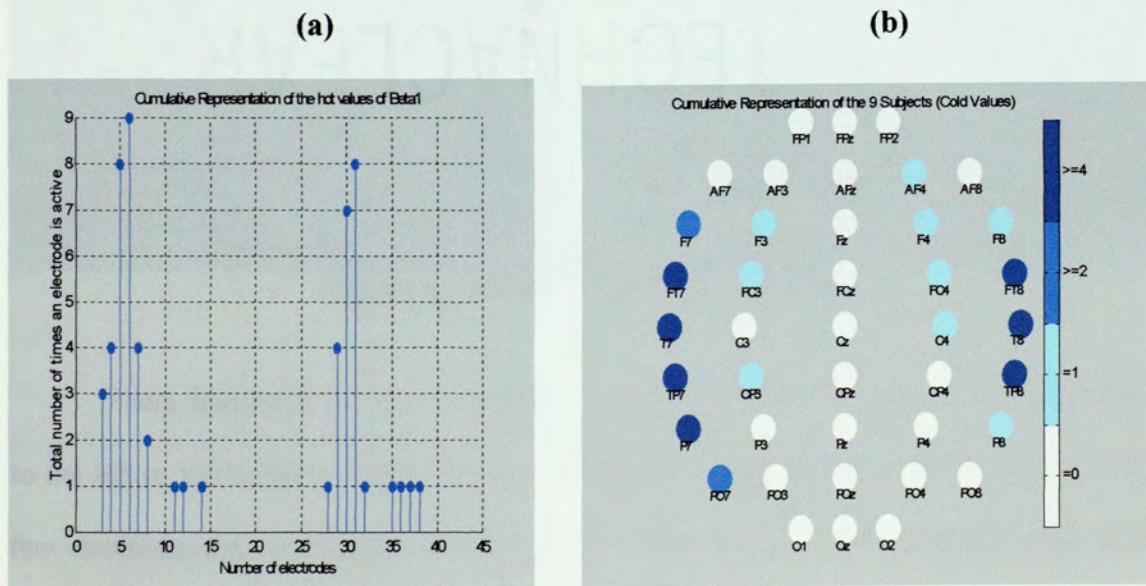 (a)
Cumulative Representation of the hot values of Beta1
Total number of times an electrode is active
9
8
7
6
5
4
3
2
1
0
0 5 10 15 20 25 30 35 40 45
Number of electrodes
(b)
Cumulative Representation of the 9 Subjects (Cold Values)
FP1 FPz FP2
AF7 AF3 AFz AF4 AF8
F7 F3 Fz F4 F8
FT7 FC3 FCz FC4 FT8
T7 C3 Cz C4 T8
TP7 CP3 CPz CP4 TP8
P7 P3 Pz P4 P8
PO7 PO3 POz PO4 PO8
O1 Oz O2
>=4
>=2
=1
=0